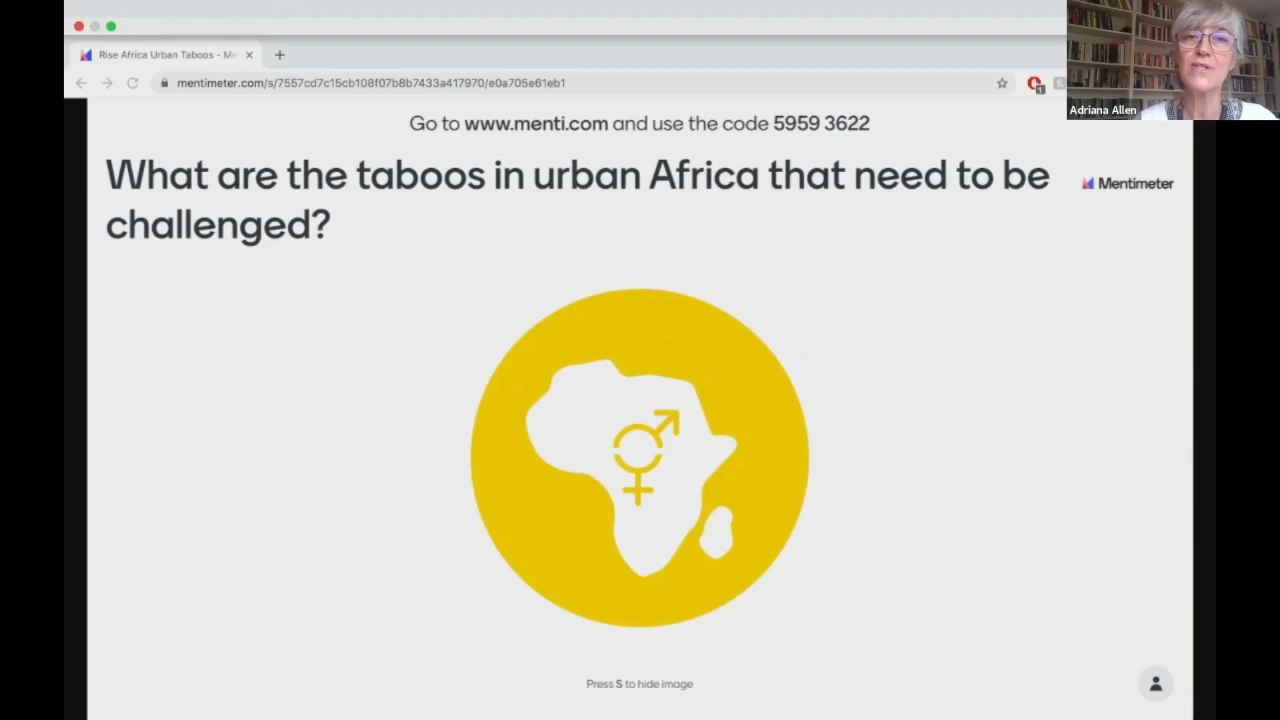 Rise Africa Urban Taboos - Me
mentimeter.com/s/7557cd7c15cb108f07b8b7433a417970/e0a705e61eb1
1
Adriana Allen
Go to www.menti.com and use the code 5959 3622
What are the taboos in urban Africa that need to be
challenged?
Mentimeter
Press S to hide image